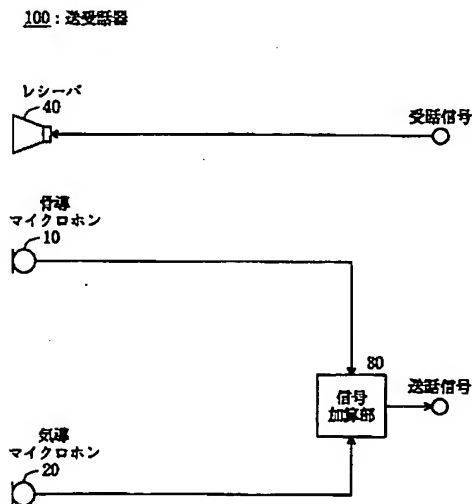 100：送受話器
レシーバ
40
受話信号
骨導
マイクロホン
10
80
信号
加算部
送話信号
気導
マイクロホン
20